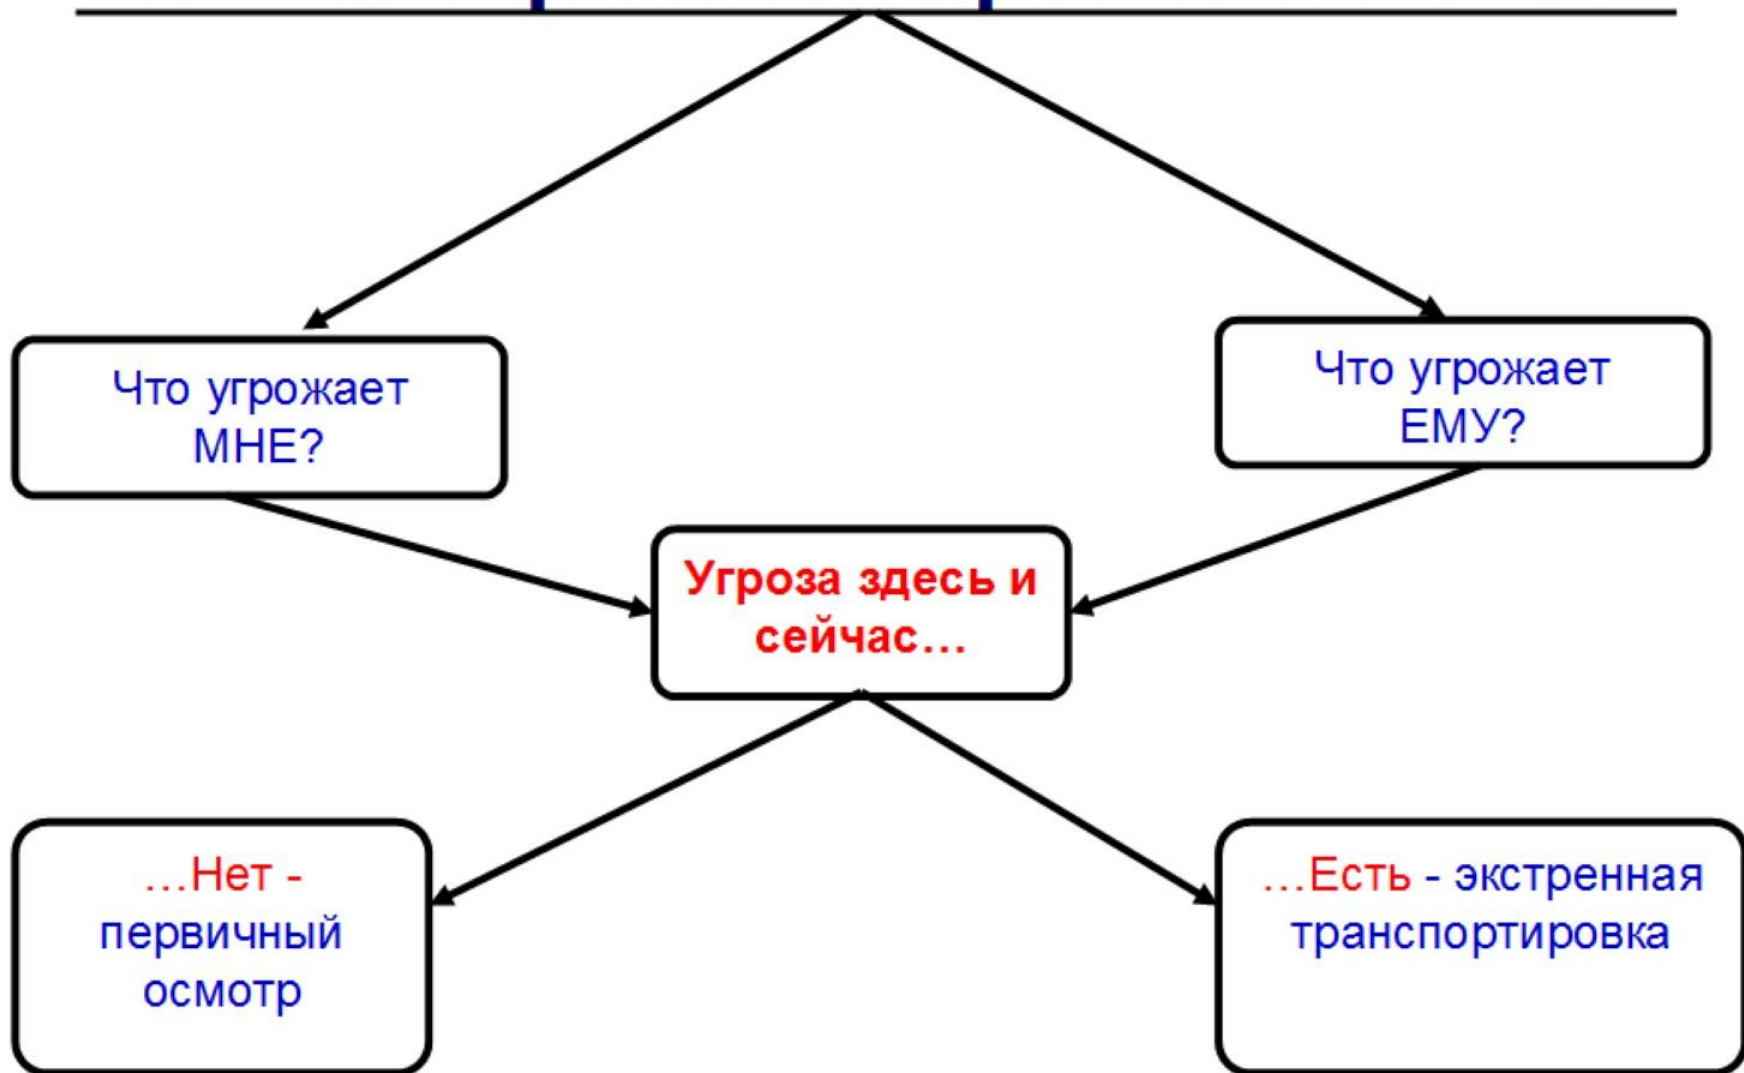 Что угрожает
МНЕ?
Что угрожает
ЕМУ?
Угроза здесь и
сейчас…
…Нет -
первичный
осмотр
…Есть - экстренная
транспортировка